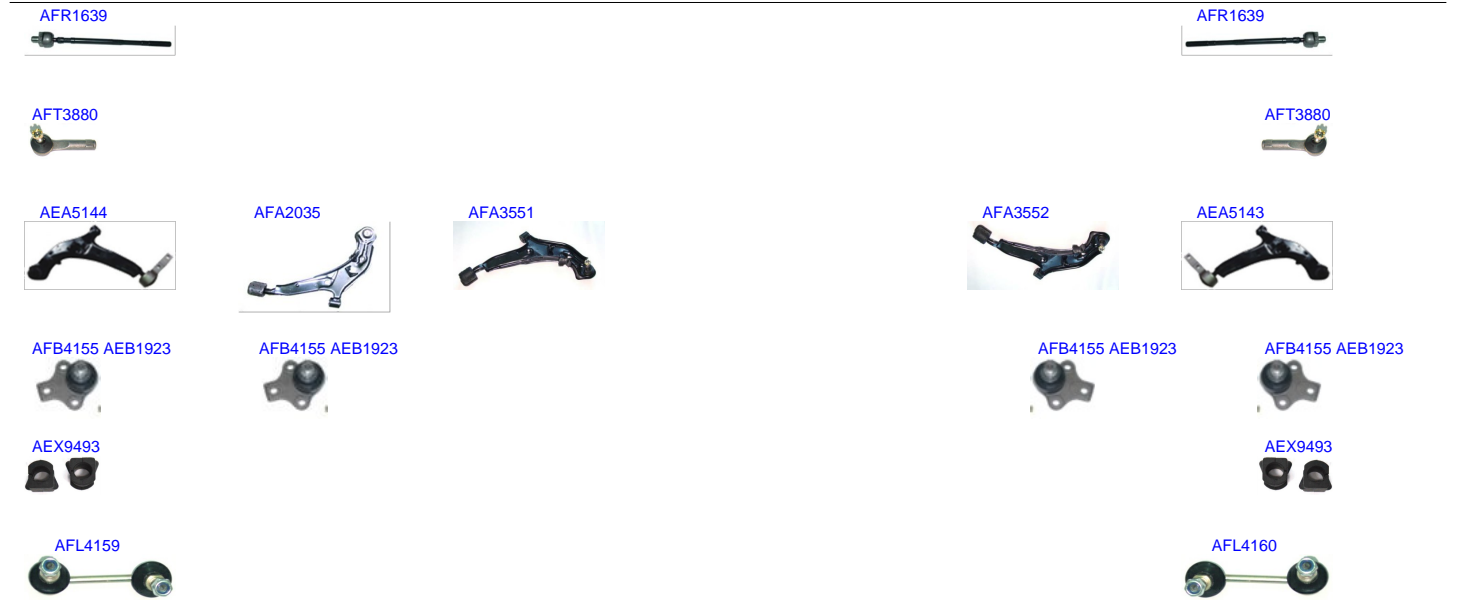 AFR1639 AFR1639
AFT3880 AFT3880
AEA5144 AFA2035 AFA3551 AFA3552 AEA5143
AFB4155 AEB1923 AFB4155 AEB1923 AFB4155 AEB1923 AFB4155 AEB1923
AEX9493 AEX9493
AFL4159 AFL4160